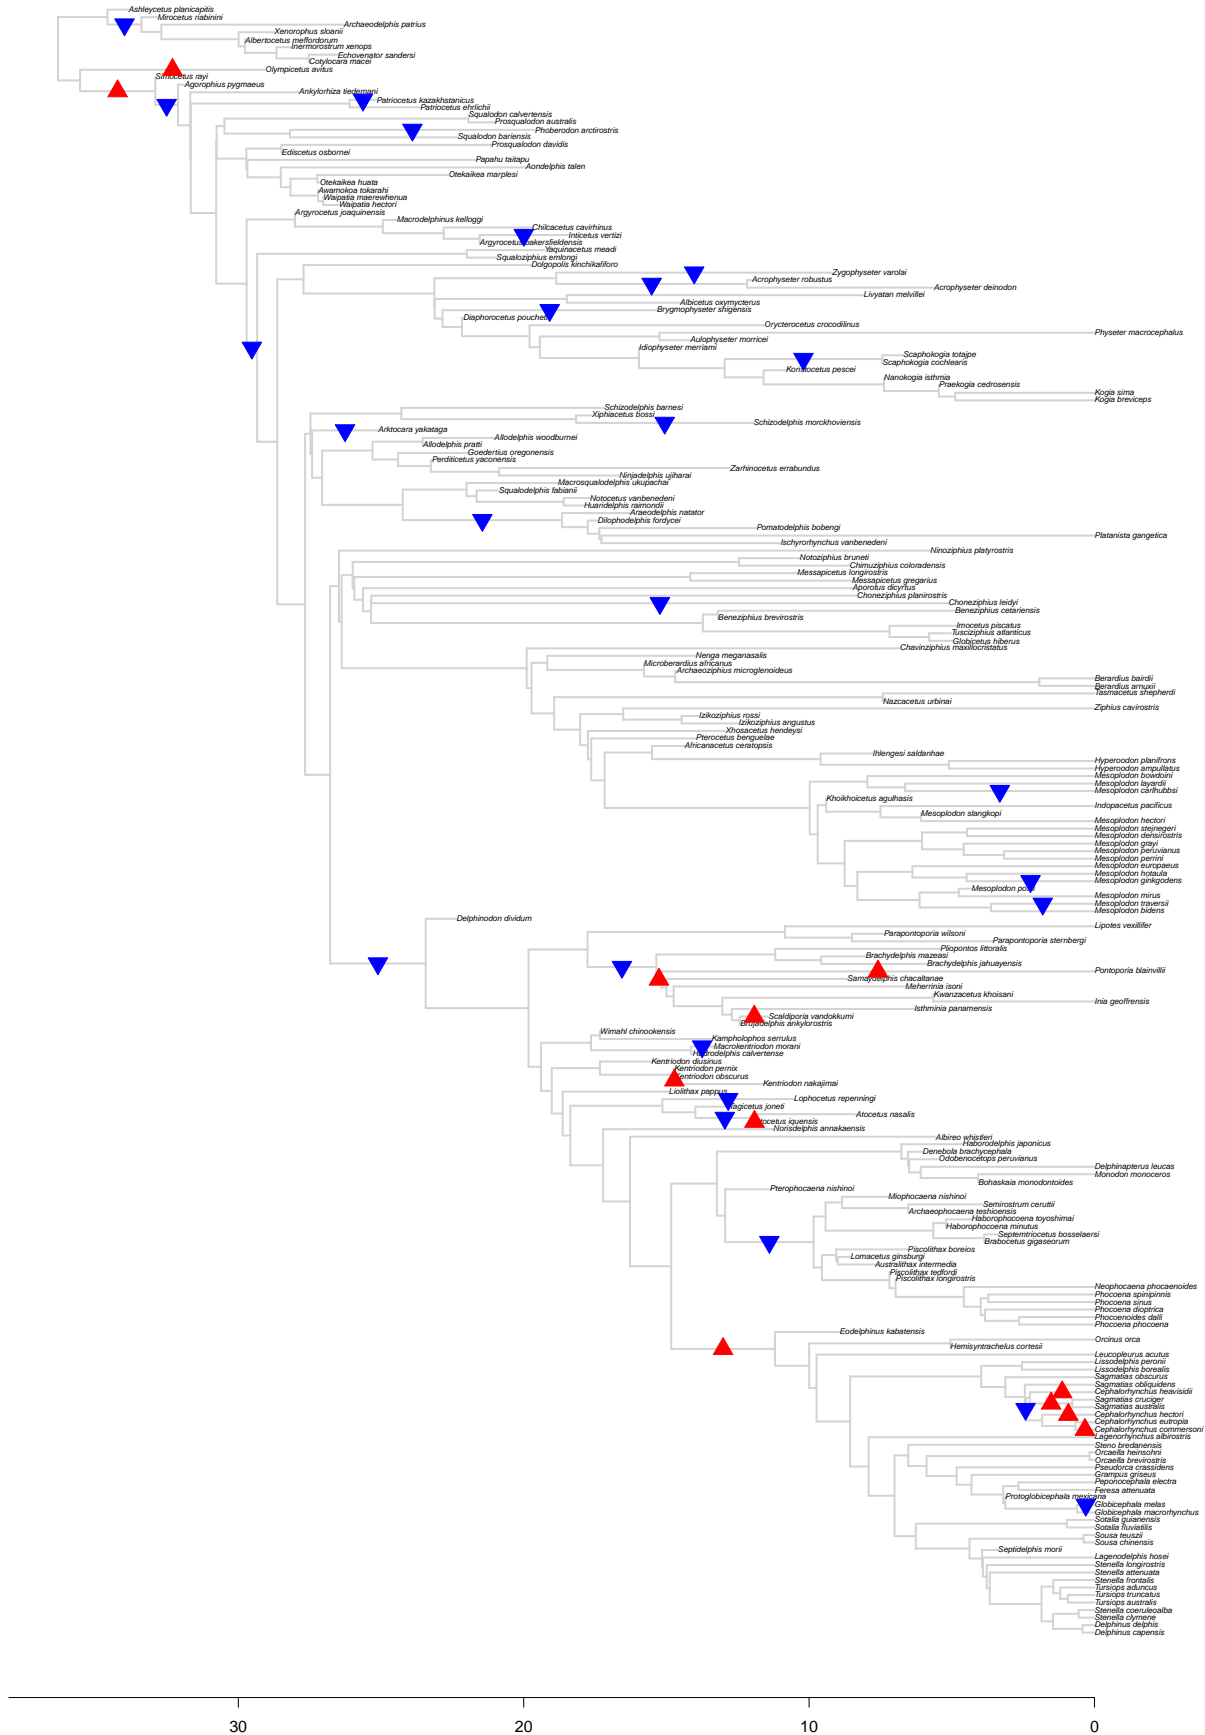 Ashleycetus planicapitis
Mirocetus riabinini
Archaeodelphis patrius
Xenorophus sloanii
Albertocetus meffordorum
Inermorostrum xenops
Echovenator sandersi
Cotylocara macei
Olympicetus avitus
Simocetus rayi
Agorophius pygmaeus
Ankylorhiza tiedemani
Patriocetus kazakhstanicus
Patriocetus ehrlichii
Squalodon calvertensis
Prosqualodon australis
Phoberodon arctirostris
Squalodon bariensis
Prosqualodon davidis
Ediscetus osbornei
Papahu taitapu
Aondelphis talen
Otekaikea marplesi
Otekaikea huata
Awamokoa tokarahi
Waipatia maerewhenua
Waipatia hectori
Argyrocetus joaquinensis
Macrodelphinus kelloggi
Chilcacetus cavirhinus
Inticetus vertizi
Argyrocetus bakersfieldensis
Yaquinacetus meadi
Squaloziphius emlongi
Dolgopolis kinchikafiforo
Zygophyseter varolai
Acrophyseter robustus
Acrophyseter deinodon
Livyatan melvillei
Albicetus oxymycterus
Brygmophyseter shigensis
Diaphorocetus poucheti
Orycterocetus crocodilinus
Physeter macrocephalus
Aulophyseter morricei
Idiophyseter merriami
Scaphokogia totajpe
Scaphokogia cochlearis
Koristocetus pescei
Nanokogia isthmia
Praekogia cedrosensis
Kogia sima
Kogia breviceps
Schizodelphis barnesi
Xiphiacetus bossi
Schizodelphis morckhoviensis
Arktocara yakataga
Allodelphis woodburnei
Allodelphis pratti
Goedertius oregonensis
Perditicetus yaconensis
Zarhinocetus errabundus
Ninjadelphis ujiharai
Macrosqualodelphis ukupachai
Squalodelphis fabianii
Notocetus vanbenedeni
Huaridelphis raimondii
Araeodelphis natator
Dilophodelphis fordycei
Pomatodelphis bobengi
Platanista gangetica
Ischyrorhynchus vanbenedeni
Ninoziphius platyrostris
Notoziphius bruneti
Chimuziphius coloradensis
Messapicetus longirostris
Messapicetus gregarius
Aporotus dicyrtus
Choneziphius planirostris
Choneziphius leidyi
Beneziphius cetariensis
Beneziphius brevirostris
Imocetus piscatus
Tusciziphius atlanticus
Globicetus hiberus
Chavinziphius maxillocristatus
Nenga meganasalis
Microberardius africanus
Archaeoziphius microglenoideus
Berardius bairdii
Berardius arnuxii
Tasmacetus shepherdi
Nazcacetus urbinai
Ziphius cavirostris
Izikoziphius rossi
Izikoziphius angustus
Xhosacetus hendeysi
Pterocetus benguelae
Africanacetus ceratopsis
Ihlengesi saldanhae
Hyperoodon planifrons
Hyperoodon ampullatus
Mesoplodon bowdoini
Mesoplodon layardii
Mesoplodon carlhubbsi
Khoikhoicetus agulhasis
Indopacetus pacificus
Mesoplodon slangkopi
Mesoplodon hectori
Mesoplodon stejnegeri
Mesoplodon densirostris
Mesoplodon grayi
Mesoplodon peruvianus
Mesoplodon perrini
Mesoplodon europaeus
Mesoplodon hotaula
Mesoplodon ginkgodens
Mesoplodon
Mesoplodon mirus
Mesoplodon traversii
Mesoplodon bidens
Delphinodon dividum
Lipotes vexillifer
Parapontoporia wilsoni
Parapontoporia sternbergi
Pliopontos littoralis
Brachydelphis mazeasi
Brachydelphis jahuayensis
Pontoporia blainvillii
Samaydelphis chacaltanae
Meherrinia isoni
Kwanzacetus khoisani
Inia geoffrensis
Isthminia panamensis
Scaldiporia vandokkumi
Brujadelphis ankylorostris
Wimahl chinookensis
Kampholophos serrulus
Macrokentriodon morani
Hadrodelphis calvertense
Kentriodon diusinus
Kentriodon pernix
Kentriodon obscurus
Kentriodon nakajimai
Liolithax pappus
Lophocetus repenningi
Tagicetus joneti
Atocetus nasalis
Atocetus iquensis
Norisdelphis annakaensis
Albireo whistleri
Haborodelphis japonicus
Denebola brachycephala
Odobenocetops peruvianus
Delphinapterus leucas
Monodon monoceros
Bohaskaia monodontoides
Pterophocaena nishinoi
Miophocaena nishinoi
Semirostrum ceruttii
Archaeophocaena teshioensis
Haborophocoena toyoshimai
Haborophocoena minutus
Septemtriocetus bosselaersi
Brabocetus gigaseorum
Piscolithax boreios
Lomacetus ginsburgi
Australithax intermedia
Piscolithax tedfordi
Piscolithax longirostris
Neophocaena phocaenoides
Phocoena spinipinnis
Phocoena sinus
Phocoena dioptrica
Phocoenoides dalli
Phocoena phocoena
Eodelphinus kabatensis
Orcinus orca
Hemisyntrachelus cortesii
Leucopleurus acutus
Lissodelphis peronii
Lissodelphis borealis
Sagmatias obscurus
Sagmatias obliquidens
Cephalorhynchus heavisidii
Sagmatias cruciger
Sagmatias australis
Cephalorhynchus hectori
Cephalorhynchus eutropia
Cephalorhynchus commersoni
Lagenorhynchus albirostris
Steno bredanensis
Orcaella heinsohni
Orcaella brevirostris
Pseudorca crassidens
Grampus griseus
Peponocephala electra
Feresa attenuata
Protoglobicephala mexicana
Globicephala melas
Globicephala macrorhynchus
Sotalia guianensis
Sotalia fluviatilis
Sousa teuszii
Sousa chinensis
Septidelphis morii
Lagenodelphis hosei
Stenella longirostris
Stenella attenuata
Stenella frontalis
Tursiops aduncus
Tursiops truncatus
Tursiops australis
Stenella coeruleoalba
Stenella clymene
Delphinus delphis
Delphinus capensis
30 20 10 0